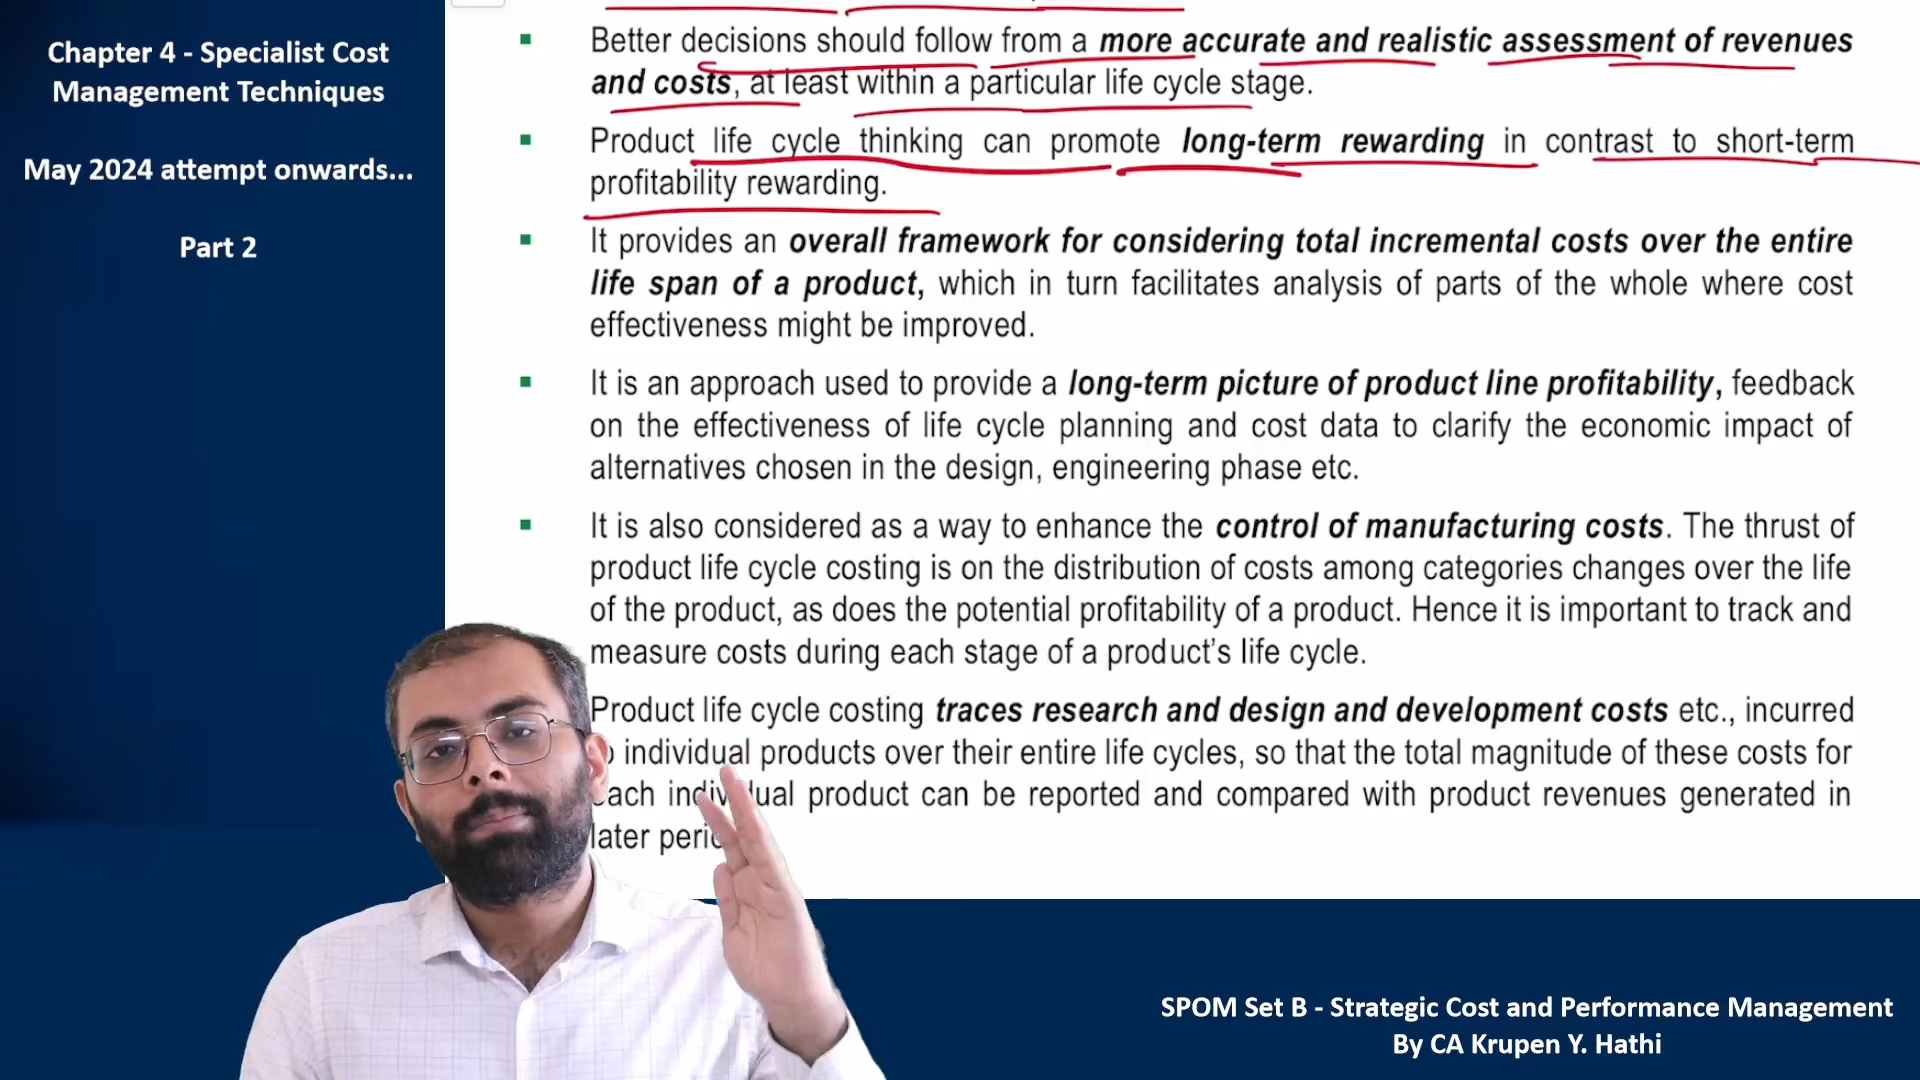 Chapter 4 - Specialist Cost
Management Techniques
May 2024 attempt onwards...
Part 2
Better decisions should follow from a more accurate and realistic assessment of revenues
and costs, at least within a particular life cycle stage.
Product life cycle thinking can promote long-term rewarding in contrast to short-term
profitability rewarding.
It provides an overall framework for considering total incremental costs over the entire
life span of a product, which in turn facilitates analysis of parts of the whole where cost
effectiveness might be improved.
It is an approach used to provide a long-term picture of product line profitability, feedback
on the effectiveness of life cycle planning and cost data to clarify the economic impact of
alternatives chosen in the design, engineering phase etc.
It is also considered as a way to enhance the control of manufacturing costs. The thrust of
product life cycle costing is on the distribution of costs among categories changes over the life
of the product, as does the potential profitability of a product. Hence it is important to track and
measure costs during each stage of a product's life cycle.
Product life cycle costing traces research and design and development costs etc., incurred
individual products over their entire life cycles, so that the total magnitude of these costs for
each individual product can be reported and compared with product revenues generated in
later
SPOM Set B - Strategic Cost and Performance Management
By CA Krupen Y. Hathi